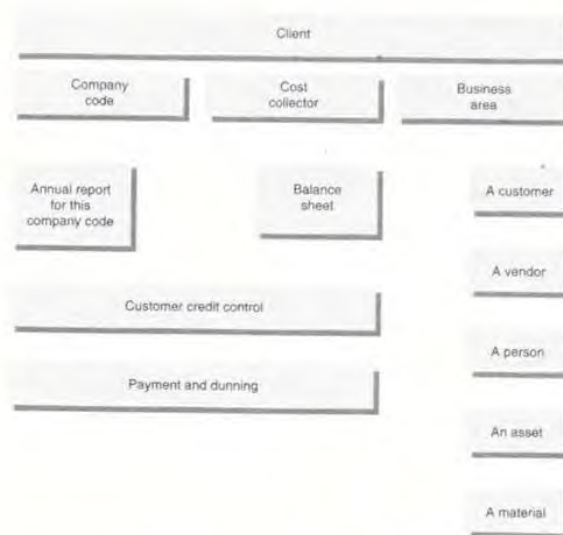 Client
Company
code
Cost
collector
Business
area
Annual report
for this
company code
Balance
sheet
A customer
A vendor
Customer credit control
A person
Payment and dunning
An asset
A material